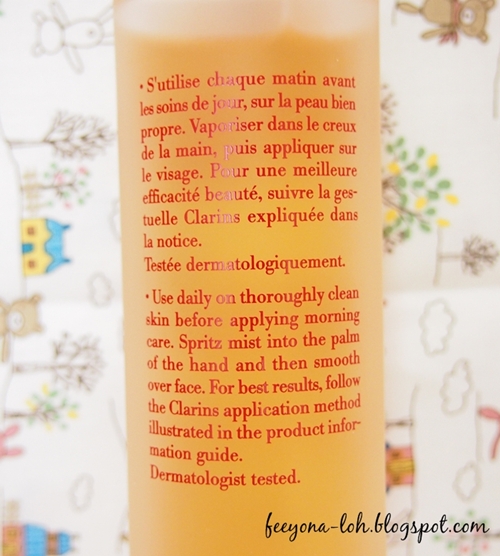 • S'utilise chaque matin avant
les soins de jour, sur la peau bien
propre. Vaporiser dans le creux
de la main, puis appliquer sur
le visage. Pour une meilleure
efficacité beauté, suivre la ges-
tuelle Clarins expliquée dans
la notice.
Testée dermatologiquement.
• Use daily on thoroughly clean
skin before applying morning
care. Spritz mist into the palm
of the hand and then smooth
over face. For best results, follow
the Clarins application method
illustrated in the product infor-
mation guide.
Dermatologist tested.
feeyona-loh.blogspot.com